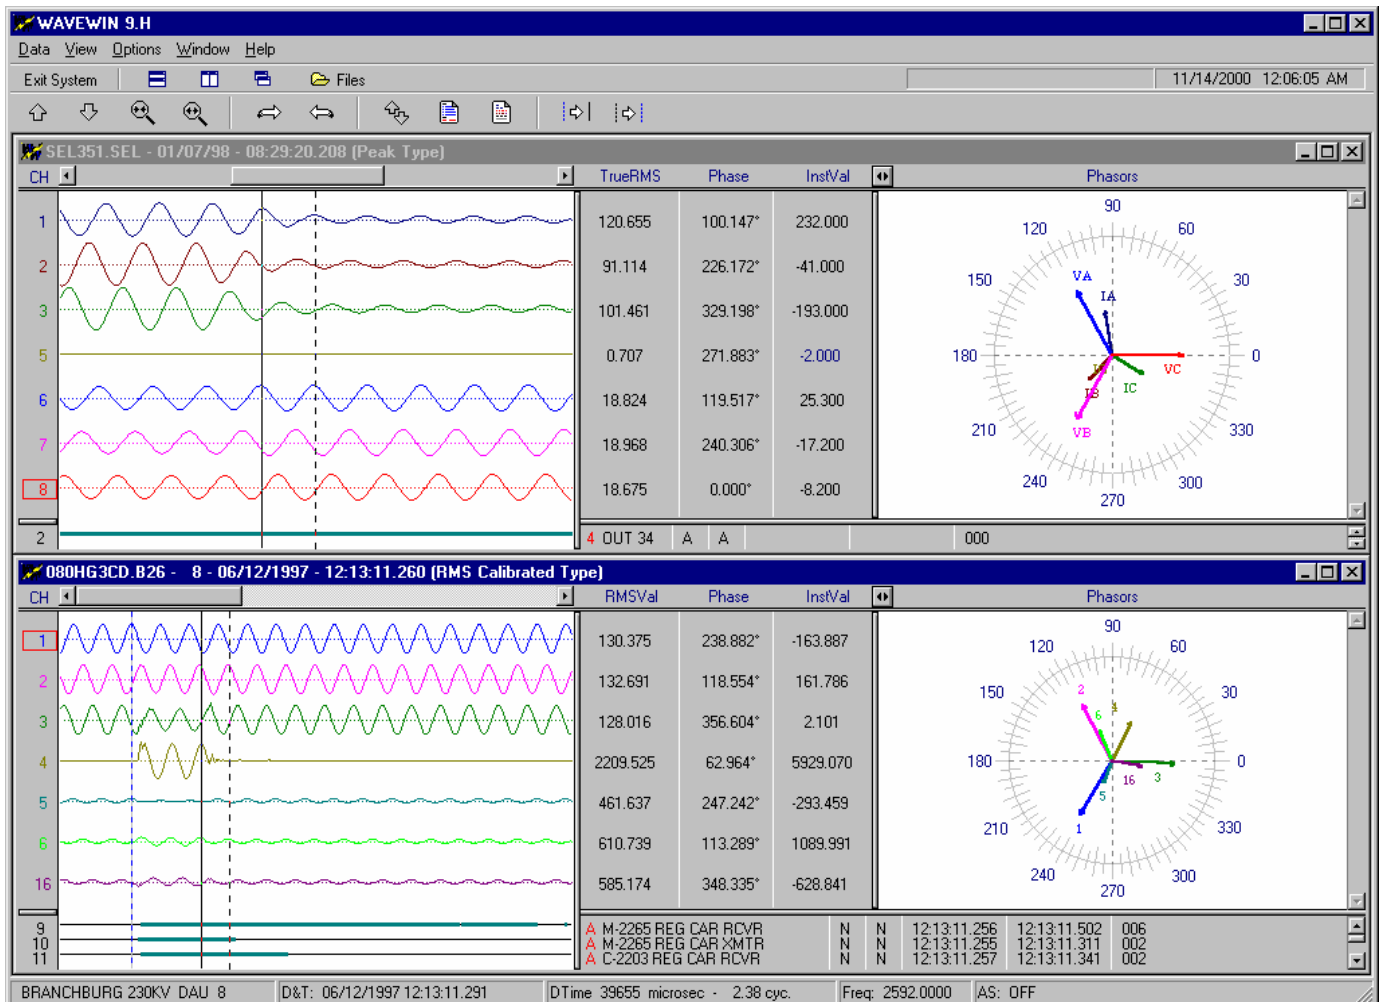 WAVEWIN 9.H
Data View Options Window Help
Exit System Files 11/14/2000 12:06:05 AM
SEL351.SEL - 01/07/98 - 08:29:20.208 (Peak Type)
CH TrueRMS Phase InstVal Phasors
1 120.655 100.147° 232.000
2 91.114 226.172° -41.000
3 101.461 329.198° -193.000
5 0.707 271.883° -2.000
6 18.824 119.517° 25.300
7 18.968 240.306° -17.200
8 18.675 0.000° -8.200
90
120 60
150 VA IA 30
180 0
VC
IC
IB
210 VB 330
240 300
270
2 4 OUT 34 A A 000
080HG3CD.B26 - 8 - 06/12/1997 - 12:13:11.260 (RMS Calibrated Type)
CH RMSVal Phase InstVal Phasors
1 130.375 238.882° -163.887
2 132.691 118.554° 161.786
3 128.016 356.604° 2.101
4 2209.525 62.964° 5929.070
5 461.637 247.242° -293.459
6 610.739 113.289° 1089.991
16 585.174 348.335° -628.841
90
120 60
150 2 30
6 4
180 0
16 3
5
210 1 330
240 300
270
9 A M-2265 REG CAR RCVR N N 12:13:11.256 12:13:11.502 006
10 A M-2265 REG CAR XMTR N N 12:13:11.255 12:13:11.311 002
11 A C-2203 REG CAR RCVR N N 12:13:11.257 12:13:11.341 002
BRANCHBURG 230KV DAU 8 D&T: 06/12/1997 12:13:11.291 DTime 39655 microsec - 2.38 cyc. Freq: 2592.0000 AS: OFF